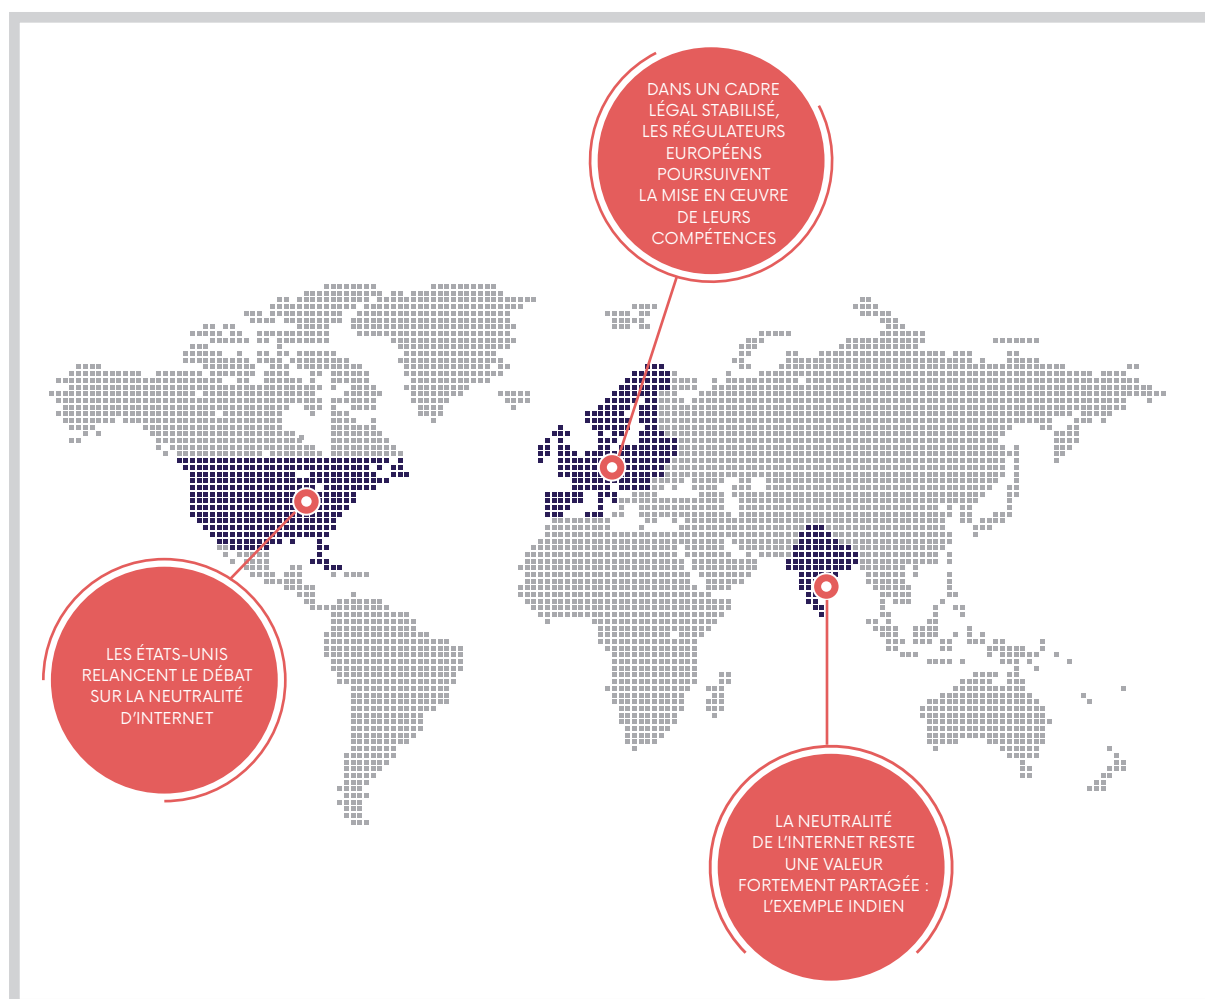 DANS UN CADRE
LÉGAL STABILISÉ,
LES RÉGULATEURS
EUROPÉENS
POURSUIVENT
LA MISE EN ŒUVRE
DE LEURS
COMPÉTENCES
LES ÉTATS-UNIS
RELANCENT LE DÉBAT
SUR LA NEUTRALITÉ
D’INTERNET
LA NEUTRALITÉ
DE L’INTERNET RESTE
UNE VALEUR
FORTEMENT PARTAGÉE :
L’EXEMPLE INDIEN